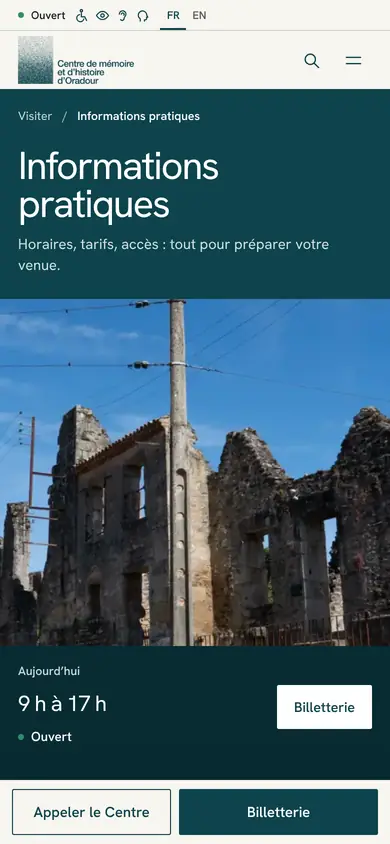 Ouvert
FR
EN
Centre de mémoire
et d'histoire
d'Oradour
Visiter / Informations pratiques
Informations
pratiques
Horaires, tarifs, accès : tout pour préparer votre
venue.
Aujourd'hui
9 h à 17 h
Billetterie
Ouvert
Appeler le Centre
Billetterie